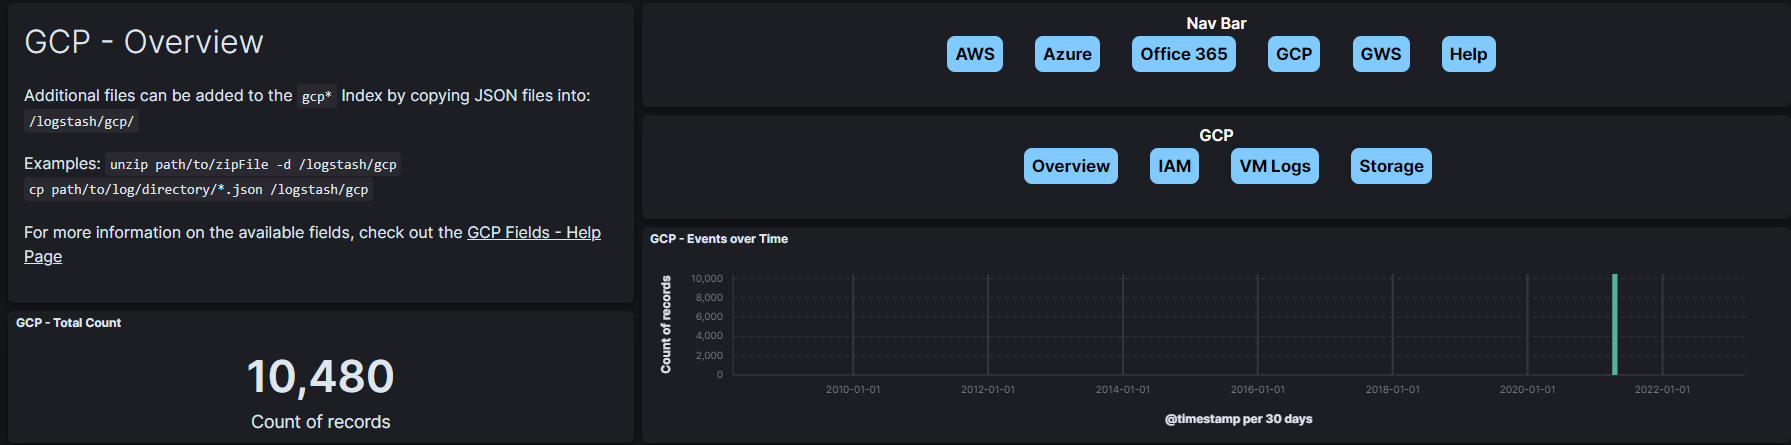 GCP - Overview
Additional files can be added to the gcp* Index by copying JSON files into:
/logstash/gcp/
Examples: unzip path/to/zipFile -d /logstash/gcp
cp path/to/log/directory/*.json /logstash/gcp
For more information on the available fields, check out the GCP Fields - Help
Page
GCP - Total Count
10,480
Count of records
Nav Bar
AWS Azure Office 365 GCP GWS Help
GCP
Overview IAM VM Logs Storage
GCP - Events over Time
Count of records
10,000
8,000
6,000
4,000
2,000
0
2010-01-01 2012-01-01 2014-01-01 2016-01-01 2018-01-01 2020-01-01 2022-01-01
@timestamp per 30 days